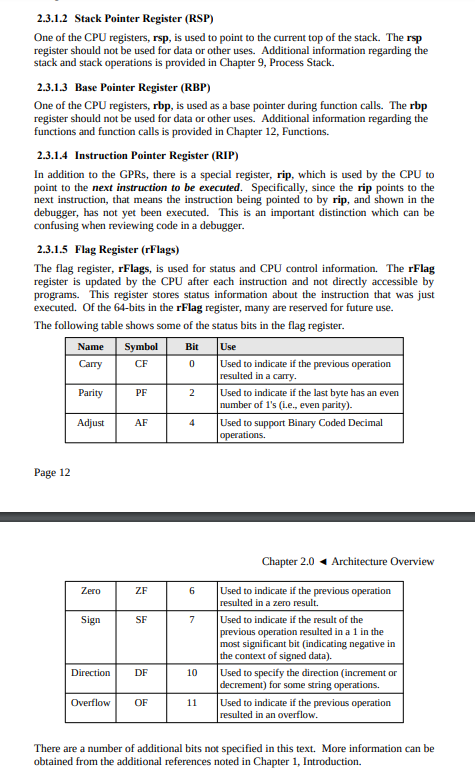 2.3.1.2 Stack Pointer Register (RSP)
One of the CPU registers, rsp, is used to point to the current top of the stack. The rsp
register should not be used for data or other uses. Additional information regarding the
stack and stack operations is provided in Chapter 9, Process Stack.
2.3.1.3 Base Pointer Register (RBP)
One of the CPU registers, rbp, is used as a base pointer during function calls. The rbp
register should not be used for data or other uses. Additional information regarding the
functions and function calls is provided in Chapter 12, Functions.
2.3.1.4 Instruction Pointer Register (RIP)
In addition to the GPRs, there is a special register, rip, which is used by the CPU to
point to the next instruction to be executed. Specifically, since the rip points to the
next instruction, that means the instruction being pointed to by rip, and shown in the
debugger, has not yet been executed. This is an important distinction which can be
confusing when reviewing code in a debugger.
2.3.1.5 Flag Register (rFlags)
The flag register, rFlags, is used for status and CPU control information. The rFlag
register is updated by the CPU after each instruction and not directly accessible by
programs. This register stores status information about the instruction that was just
executed. Of the 64-bits in the rFlag register, many are reserved for future use.
The following table shows some of the status bits in the flag register.
Name Symbol Bit Use
Carry CF 0 Used to indicate if the previous operation
resulted in a carry.
Parity PF 2 Used to indicate if the last byte has an even
number of 1's (i.e., even parity).
Adjust AF 4 Used to support Binary Coded Decimal
operations.
Page 12
Chapter 2.0 ◄ Architecture Overview
Zero ZF 6 Used to indicate if the previous operation
resulted in a zero result.
Sign SF 7 Used to indicate if the result of the
previous operation resulted in a 1 in the
most significant bit (indicating negative in
the context of signed data).
Direction DF 10 Used to specify the direction (increment or
decrement) for some string operations.
Overflow OF 11 Used to indicate if the previous operation
resulted in an overflow.
There are a number of additional bits not specified in this text. More information can be
obtained from the additional references noted in Chapter 1, Introduction.